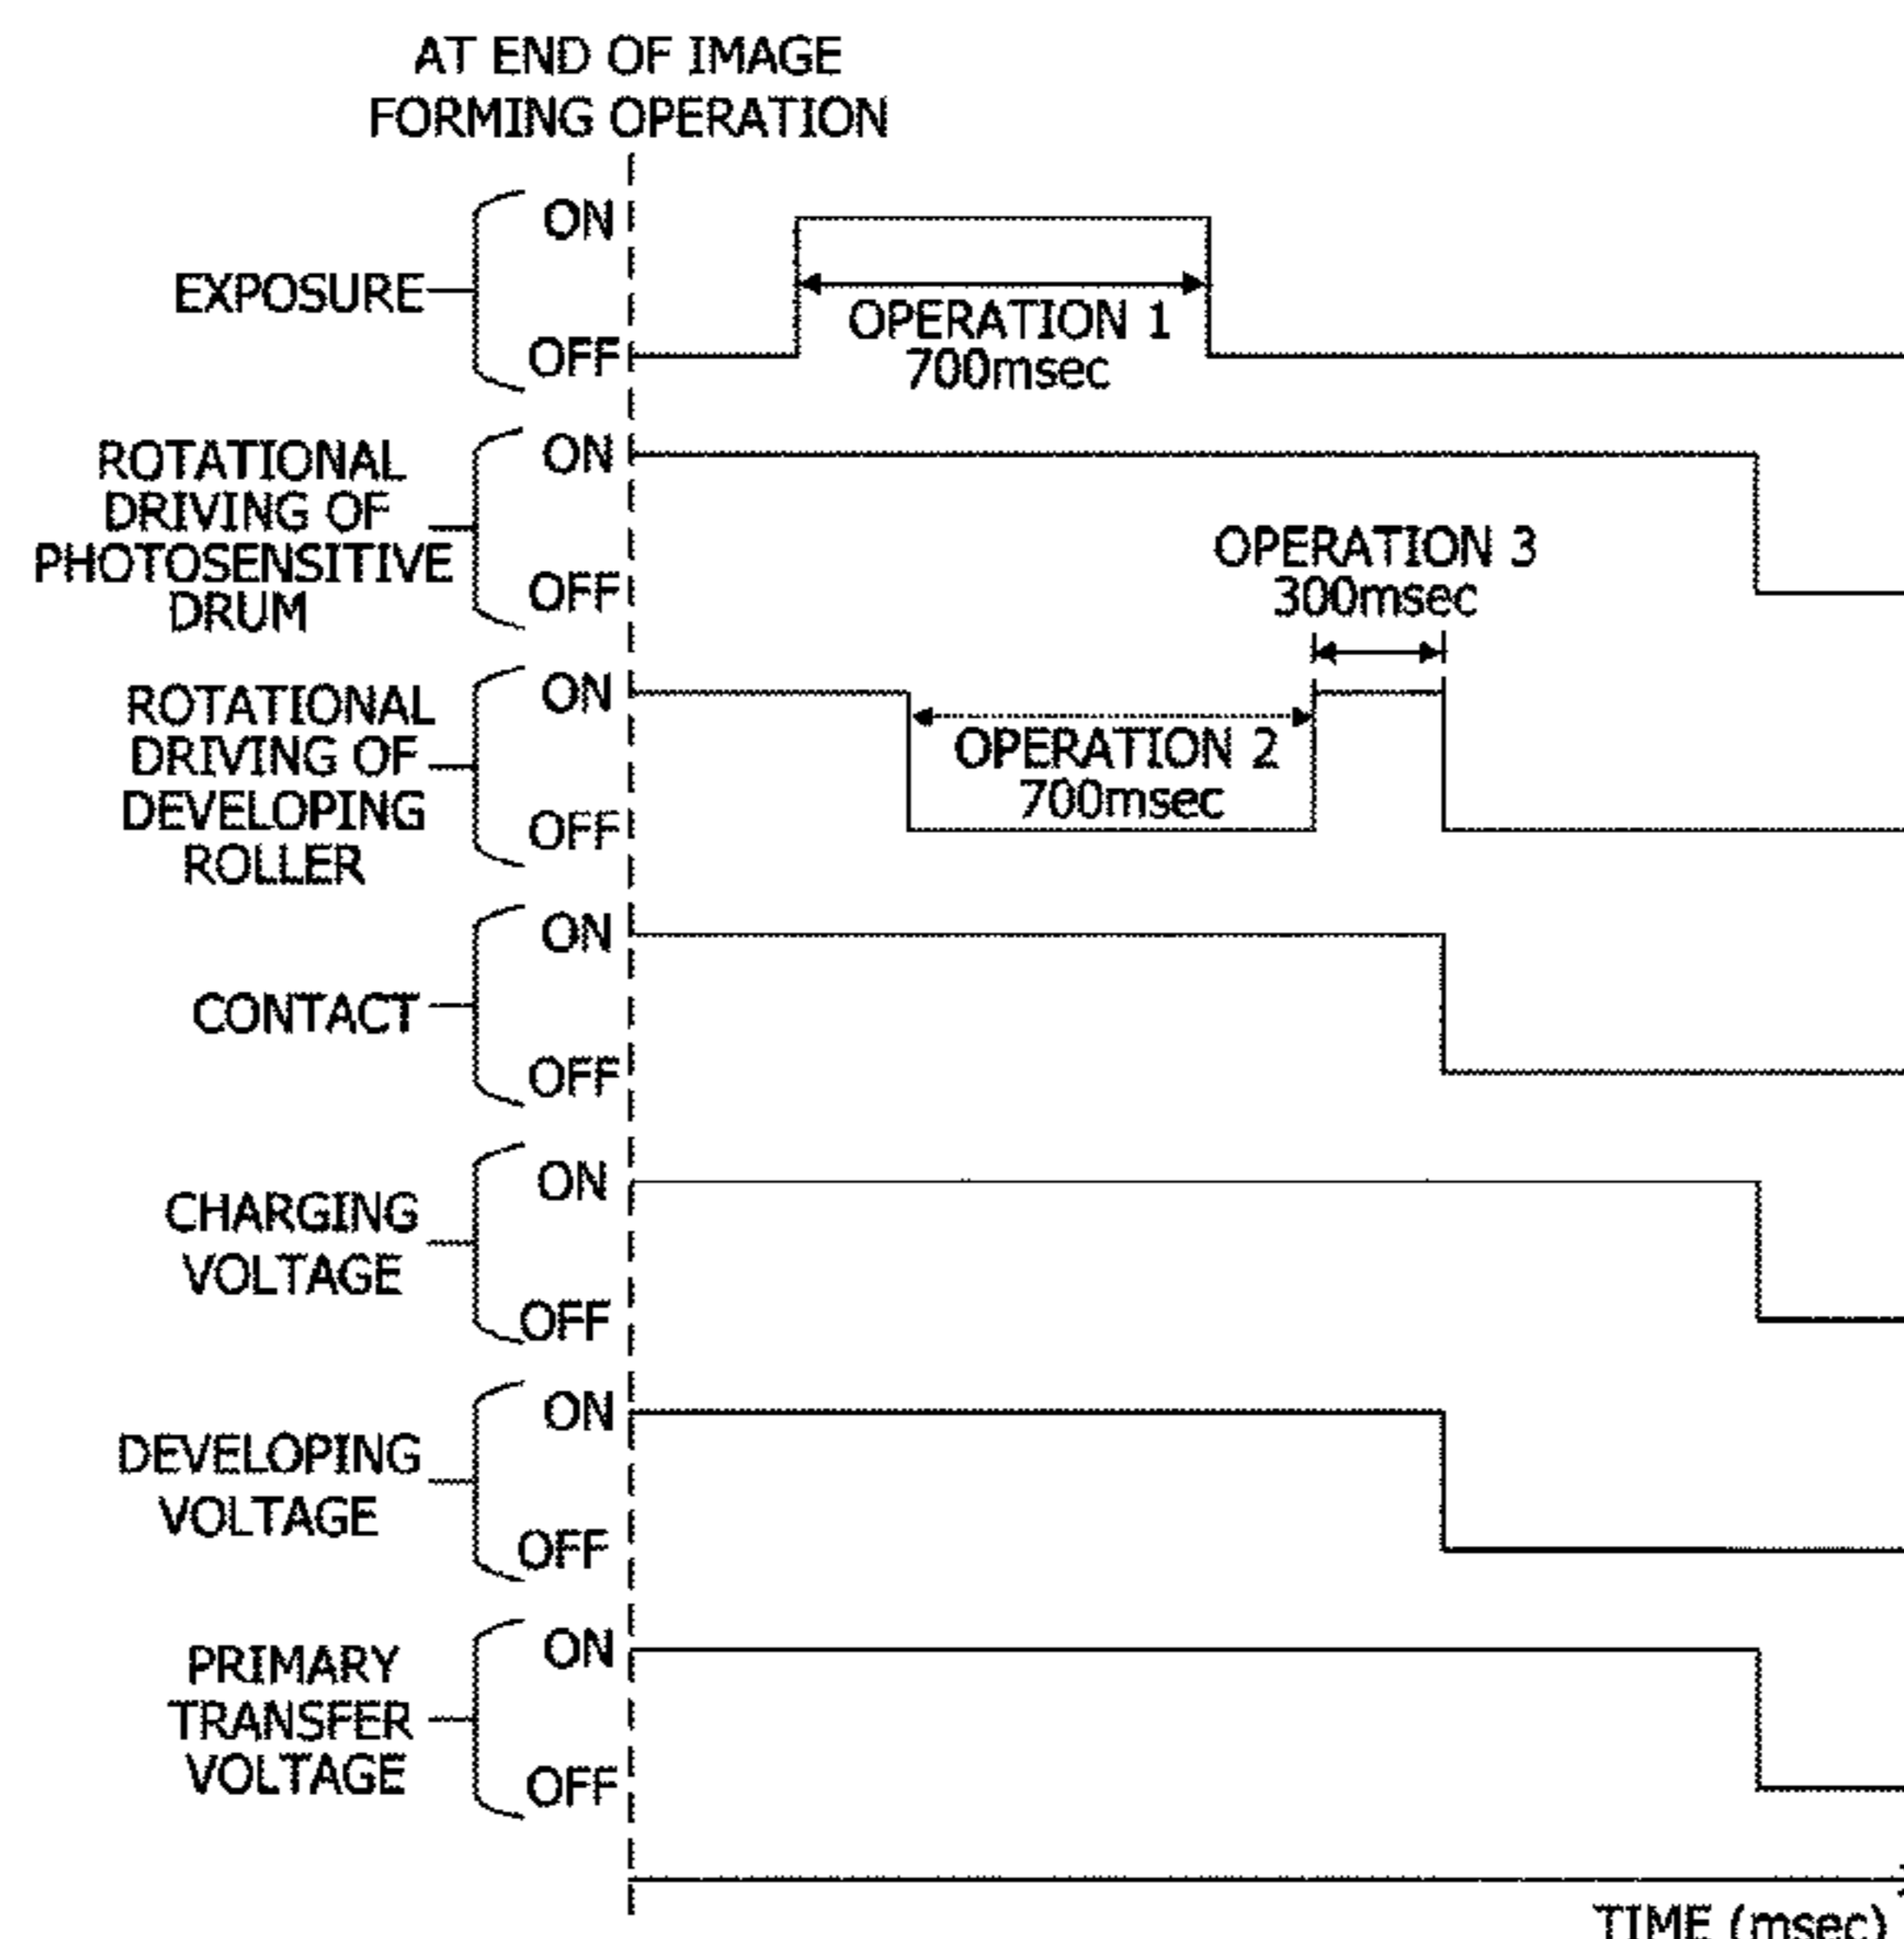 AT END OF IMAGE
FORMING OPERATION
EXPOSURE
ON
OFF
OPERATION 1
700msec
ROTATIONAL
DRIVING OF
PHOTOSENSITIVE
DRUM
ON
OFF
OPERATION 3
300msec
ROTATIONAL
DRIVING OF
DEVELOPING
ROLLER
ON
OFF
OPERATION 2
700msec
CONTACT
ON
OFF
CHARGING
VOLTAGE
ON
OFF
DEVELOPING
VOLTAGE
ON
OFF
PRIMARY
TRANSFER
VOLTAGE
ON
OFF
TIME (msec)